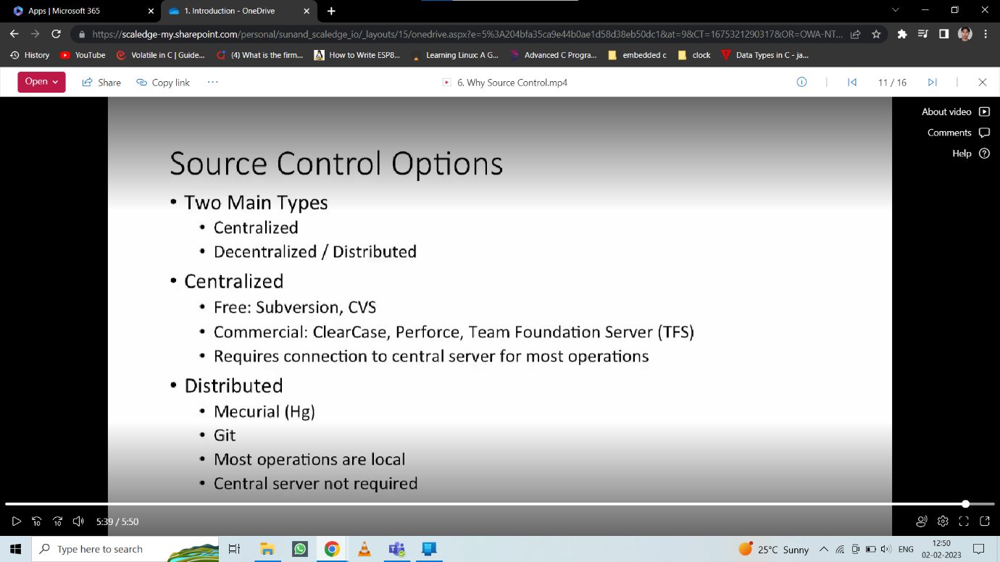 Apps | Microsoft 365
1. Introduction - OneDrive
https://scaledge-my.sharepoint.com/personal/sunand_scaledge_io/_layouts/15/onedrive.aspx?e=5%3A204bfa35ca9e44b0ae1d58d38eb50dc1&at=9&CT=1675321290317&OR=OWA-NT...
History YouTube Volatile in C | Guide... (4) What is the firm... How to Write ESP8... Learning Linux: A G... Advanced C Progra... embedded c clock Data Types in C - ja...
Open Share Copy link ... 6. Why Source Control.mp4 11 / 16
About video
Comments
Help
Source Control Options
• Two Main Types
• Centralized
• Decentralized / Distributed
• Centralized
• Free: Subversion, CVS
• Commercial: ClearCase, Perforce, Team Foundation Server (TFS)
• Requires connection to central server for most operations
• Distributed
• Mecurial (Hg)
• Git
• Most operations are local
• Central server not required
10 10 5:39 / 5:50
Type here to search 25°C Sunny ENG 12:50
02-02-2023